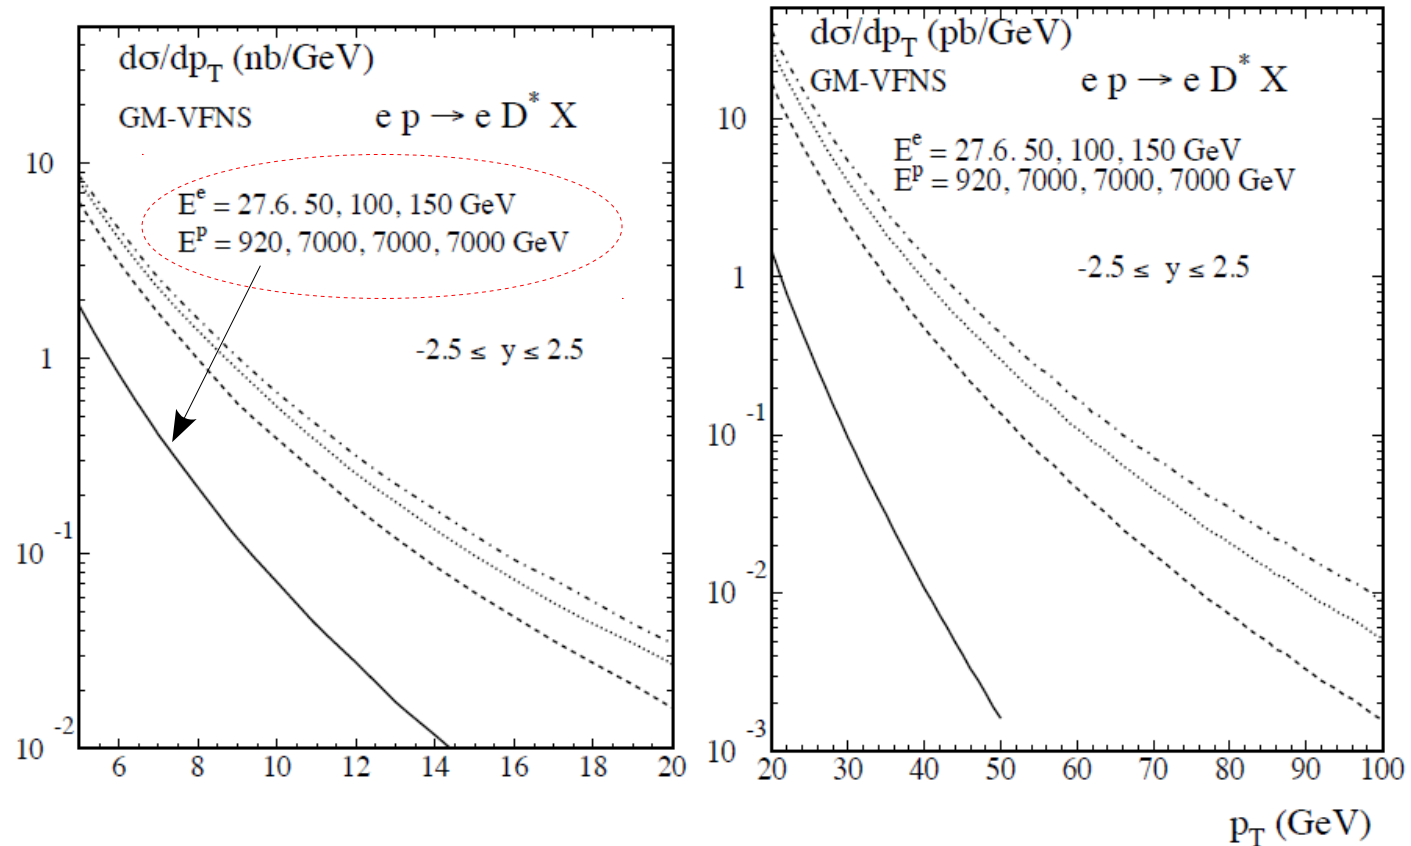 dσ/dp_T (nb/GeV)
GM-VFNS e p → e D^* X
E^e = 27.6. 50, 100, 150 GeV
E^p = 920, 7000, 7000, 7000 GeV
-2.5 ≤ y ≤ 2.5
10
1
10^-1
10^-2
6 8 10 12 14 16 18 20
dσ/dp_T (pb/GeV)
GM-VFNS e p → e D^* X
E^e = 27.6. 50, 100, 150 GeV
E^p = 920, 7000, 7000, 7000 GeV
-2.5 ≤ y ≤ 2.5
10
1
10^-1
10^-2
10^-3
20 30 40 50 60 70 80 90 100
p_T (GeV)